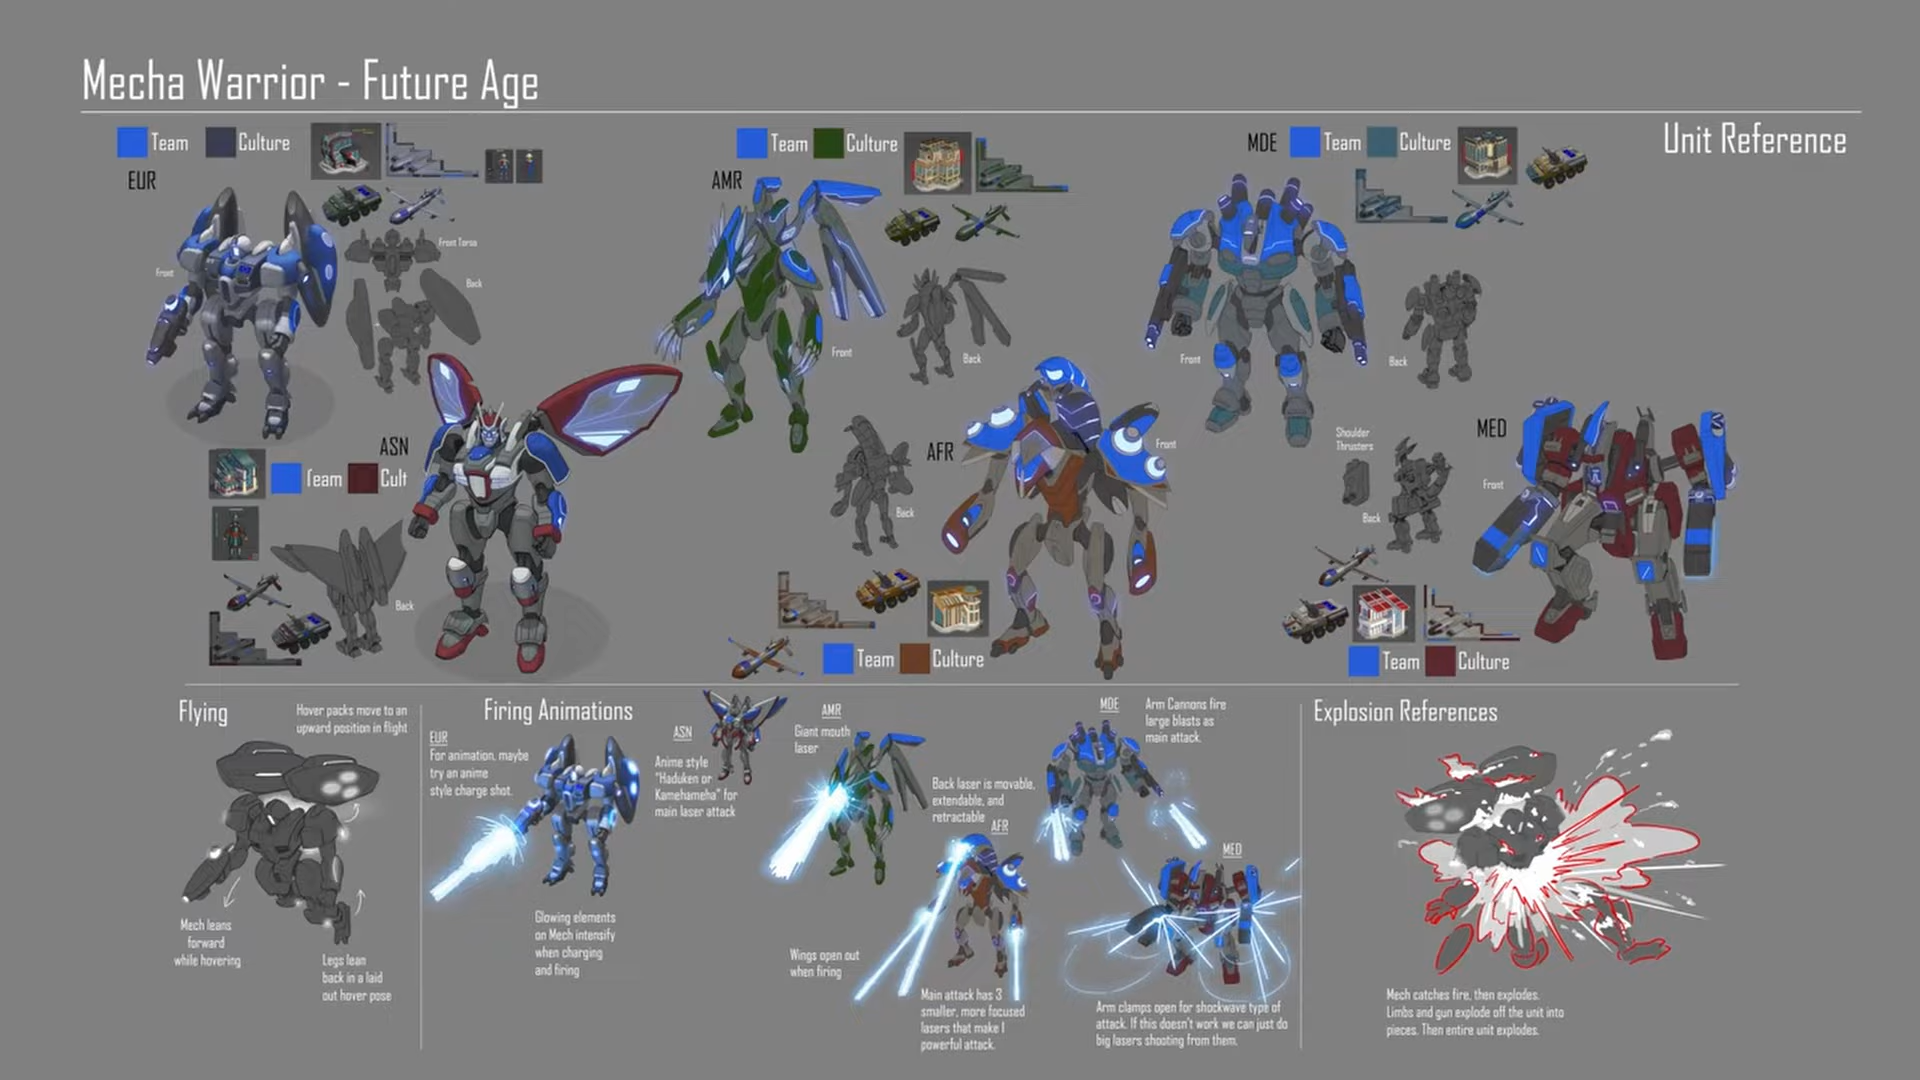 Mecha Warrior - Future Age
Unit Reference
Team
Culture
EUR
Front
Front Torso
Back
Team
Culture
AMR
Front
Back
MDE
Team
Culture
Front
Back
ASN
Team
Cult
Back
AFR
Front
Back
Team
Culture
MED
Shoulder
Thrusters
Front
Back
Team
Culture
Flying
Hover packs move to an
upward position in flight
Mech leans
forward
while hovering
Legs lean
back in a laid
out hover pose
Firing Animations
EUR
For animation, maybe
try an anime
style charge shot.
Glowing elements
on Mech intensify
when charging
and firing
ASN
Anime style
"Haduken or
Kamehameha" for
main laser attack
AMR
Giant mouth
laser
Wings open out
when firing
Back laser is movable,
extendable, and
retractable
AFR
Main attack has 3
smaller, more focused
lasers that make 1
powerful attack.
MDE
Arm Cannons fire
large blasts as
main attack.
MED
Arm clamps open for shockwave type of
attack. If this doesn't work we can just do
big lasers shooting from them.
Explosion References
Mech catches fire, then explodes.
Limbs and gun explode off the unit into
pieces. Then entire unit explodes.